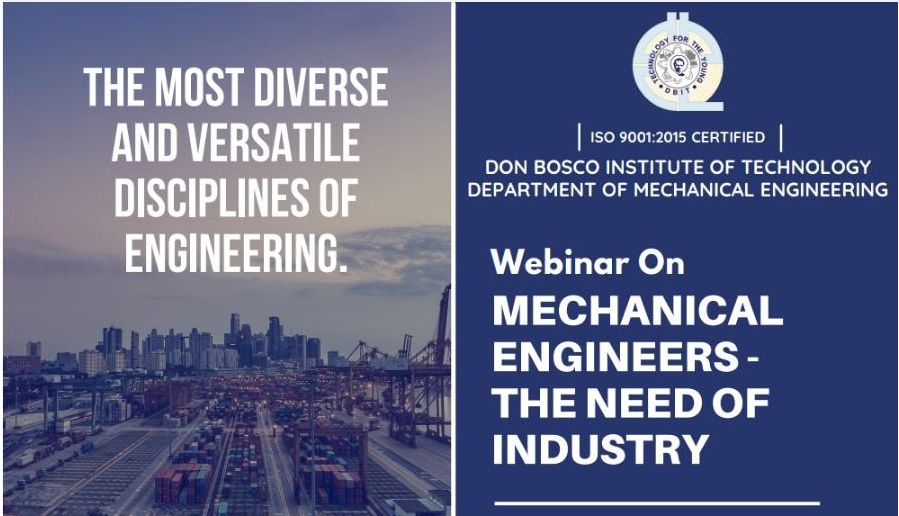 THE MOST DIVERSE
AND VERSATILE
DISCIPLINES OF
ENGINEERING.
TECHNOLOGY FOR THE YOUNG
DBIT
ISO 9001:2015 CERTIFIED
DON BOSCO INSTITUTE OF TECHNOLOGY
DEPARTMENT OF MECHANICAL ENGINEERING
Webinar On
MECHANICAL
ENGINEERS -
THE NEED OF
INDUSTRY